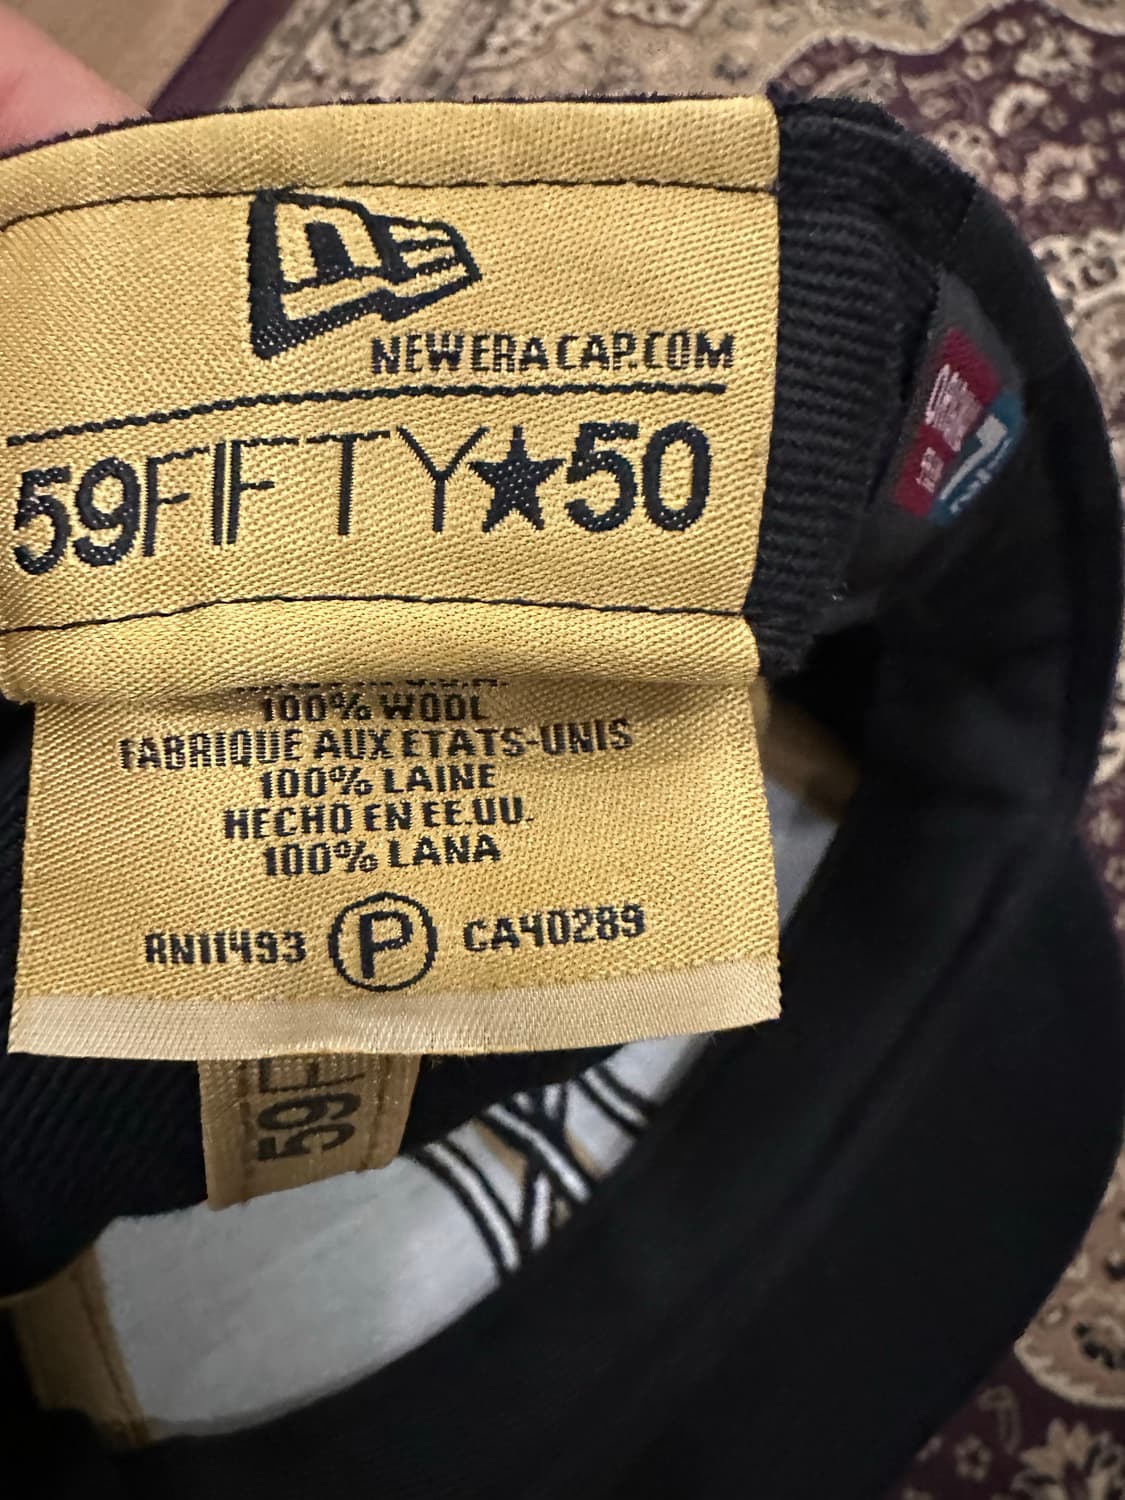 NEWERACAP.COM
59FIFTY★50
100% WOOL
FABRIQUE AUX ETATS-UNIS
100% LAINE
HECHO EN EE.UU.
100% LANA
RN11493 P CA40289
59F